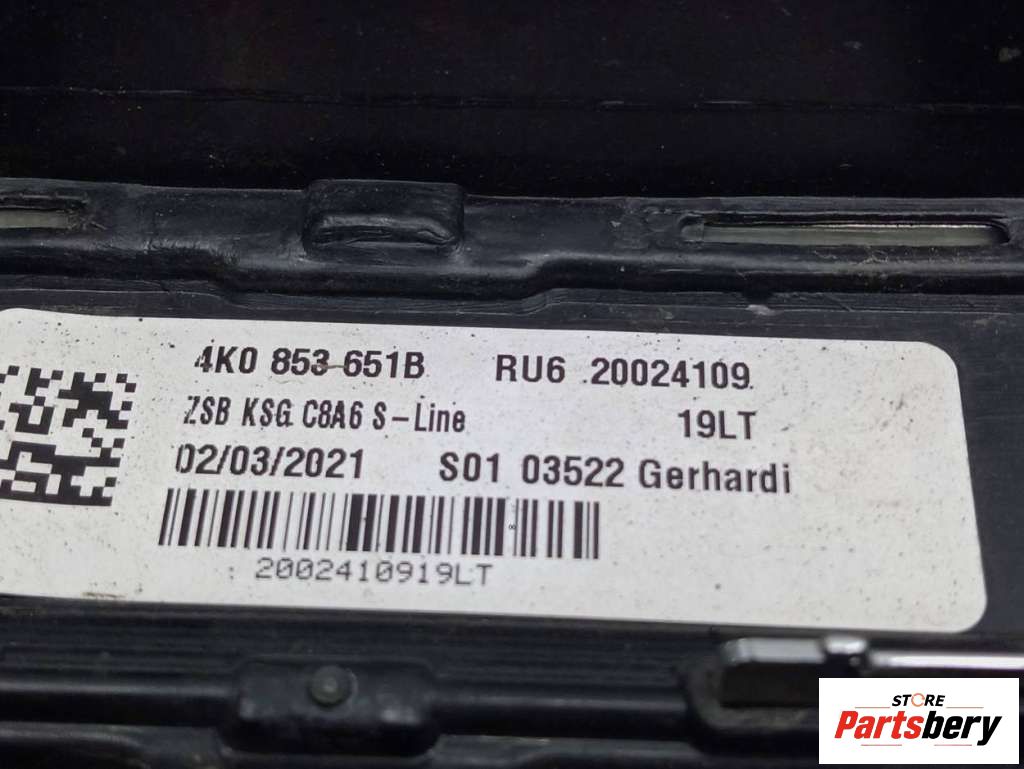 4K0 853 651B RU6 20024109
ZSB KSG C8A6 S-Line 19LT
02/03/2021 S01 03522 Gerhardi
2002410919LT
STORE
Partsbery